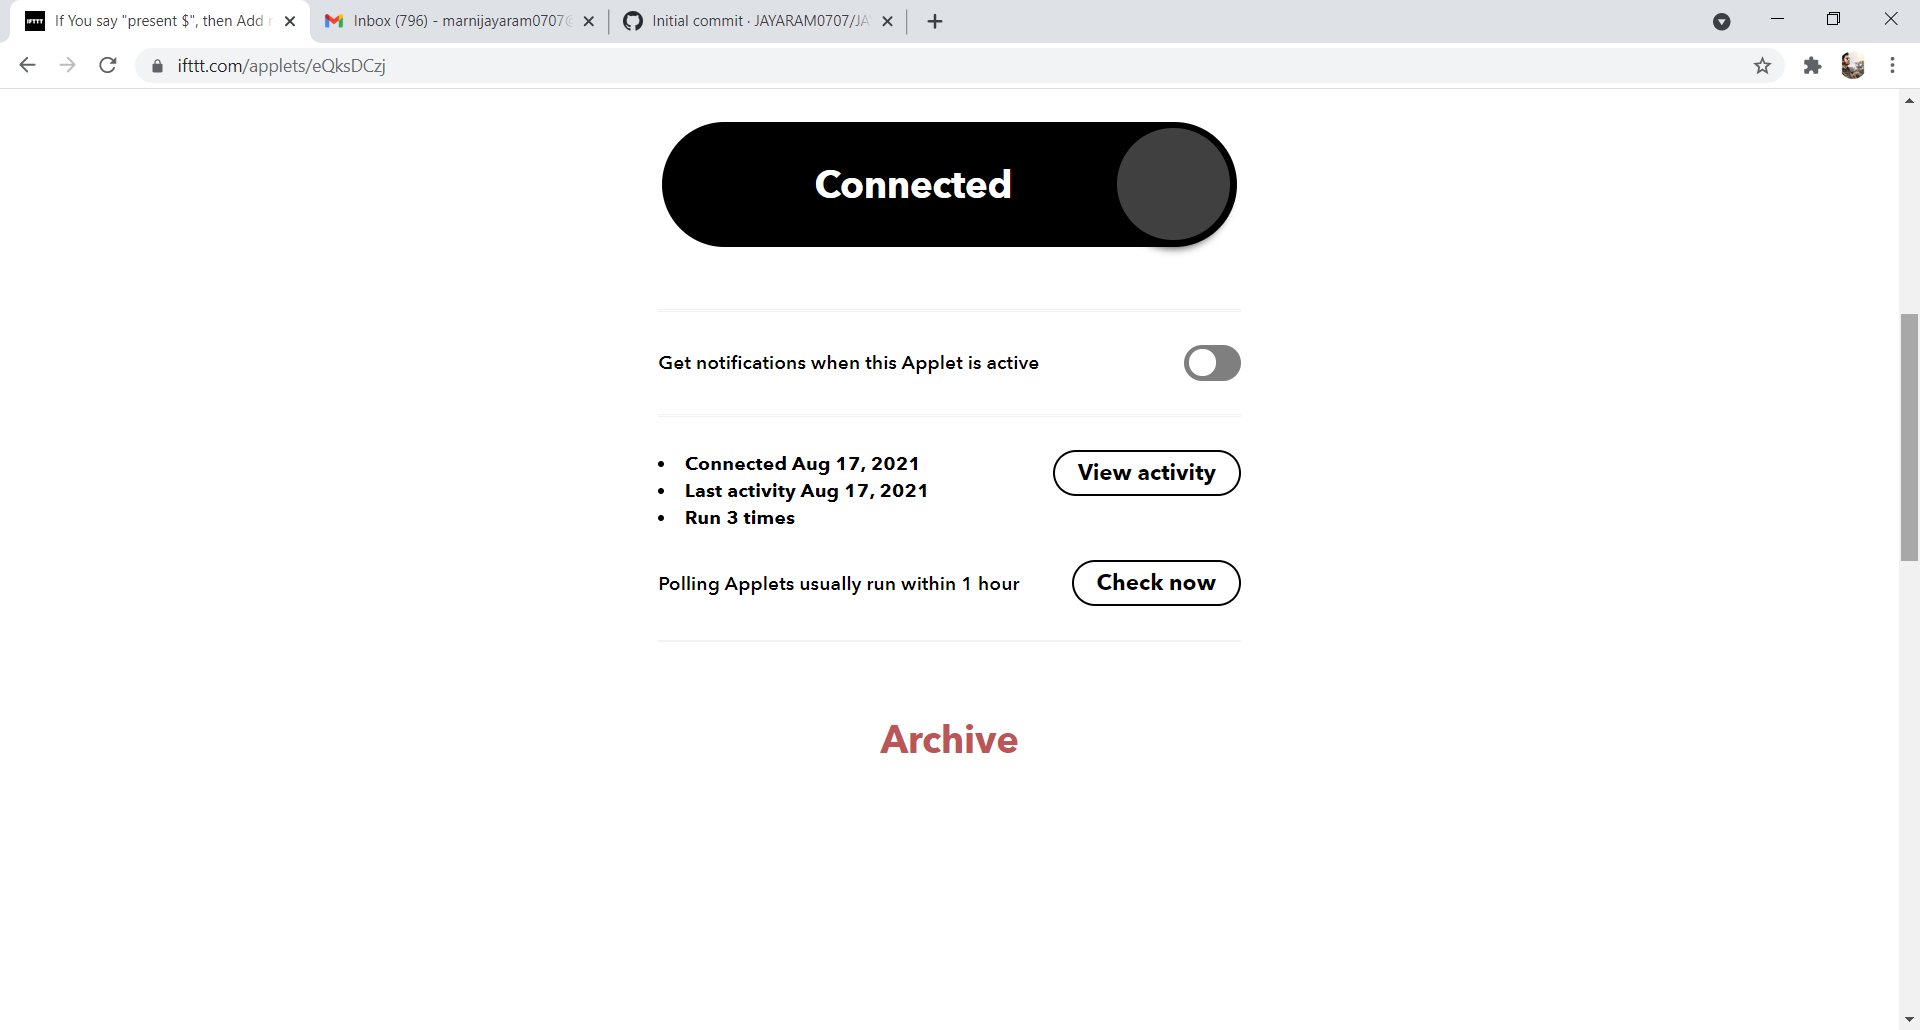 IFTTT
If You say "present $", then Add
Inbox (796) - marnijayaram0707
Initial commit · JAYARAM0707/JA
ifttt.com/applets/eQksDCzj
Connected
Get notifications when this Applet is active
• Connected Aug 17, 2021
• Last activity Aug 17, 2021
• Run 3 times
View activity
Polling Applets usually run within 1 hour
Check now
Archive